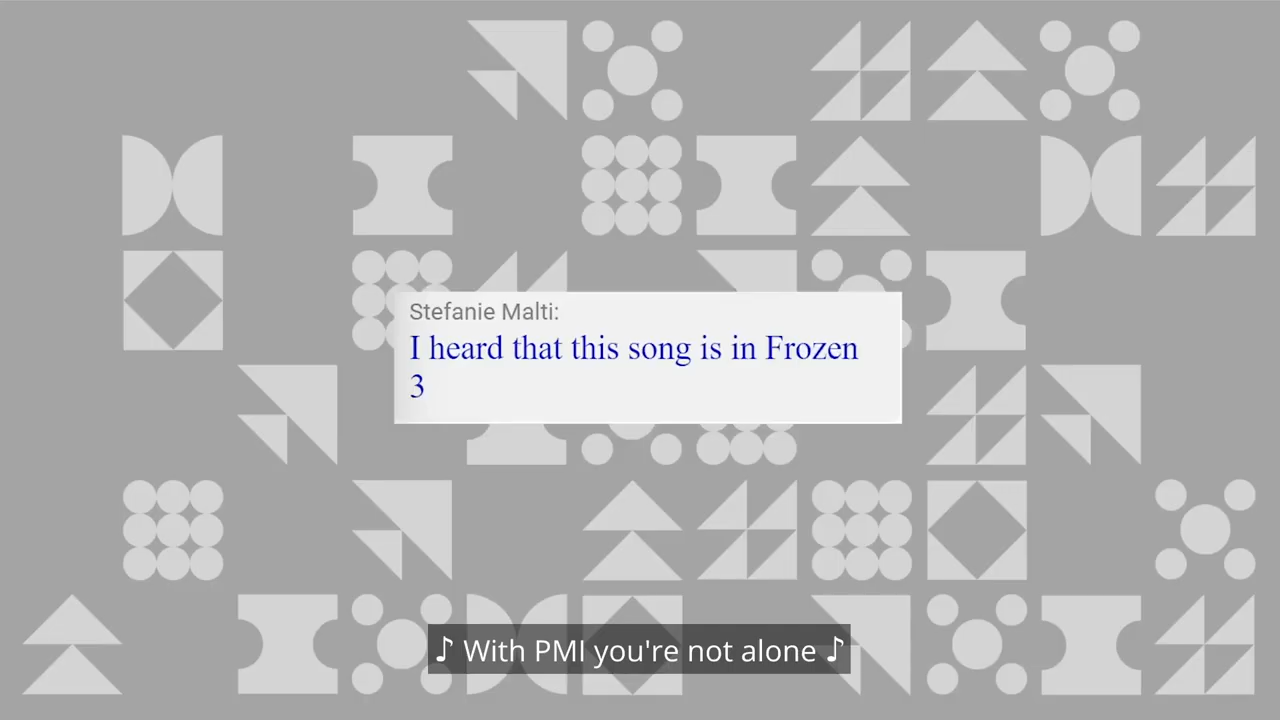 Stefanie Malti:
I heard that this song is in Frozen
3
♪ With PMI you're not alone ♪